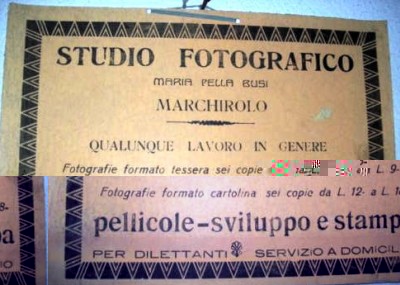 STUDIO FOTOGRAFICO
MARIA PELLA BUSI
MARCHIROLO
QUALUNQUE LAVORO IN GENERE
Fotografie formato tessera sei copie L. 9-
Fotografie formato cartolina sei copie da L. 12- a L.
pellicole-sviluppo e stamp
PER DILETTANTI SERVIZIO A DOMICIL